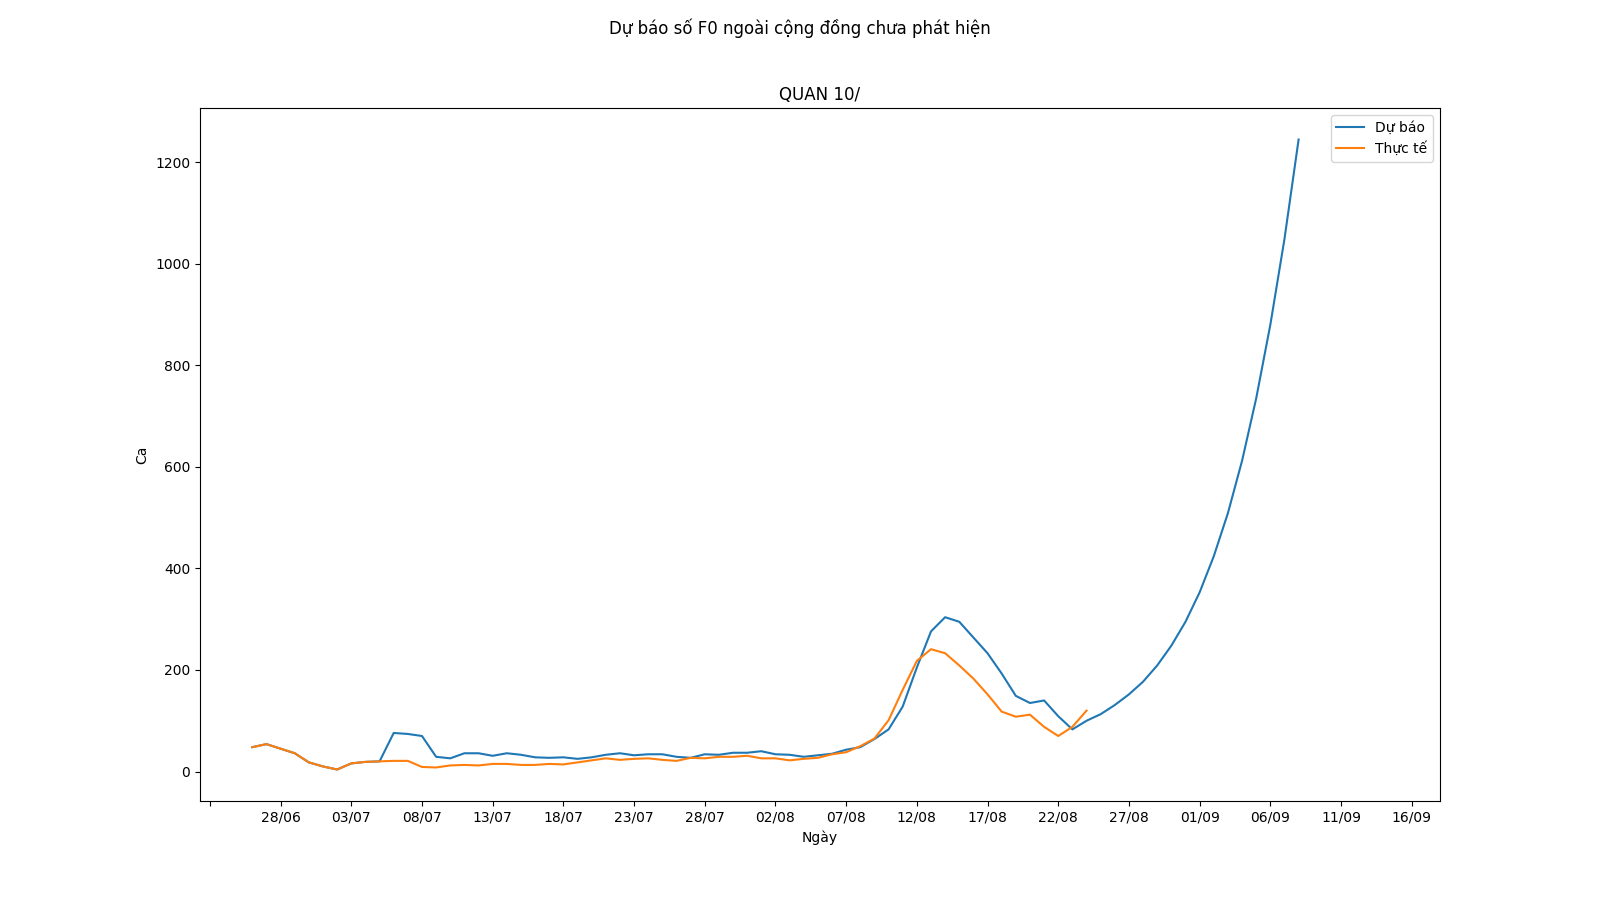 Dự báo số F0 ngoài cộng đồng chưa phát hiện
QUAN 10/
Dự báo
Thực tế
1200
1000
800
600
400
200
0
Ca
28/06 03/07 08/07 13/07 18/07 23/07 28/07 02/08 07/08 12/08 17/08 22/08 27/08 01/09 06/09 11/09 16/09
Ngày